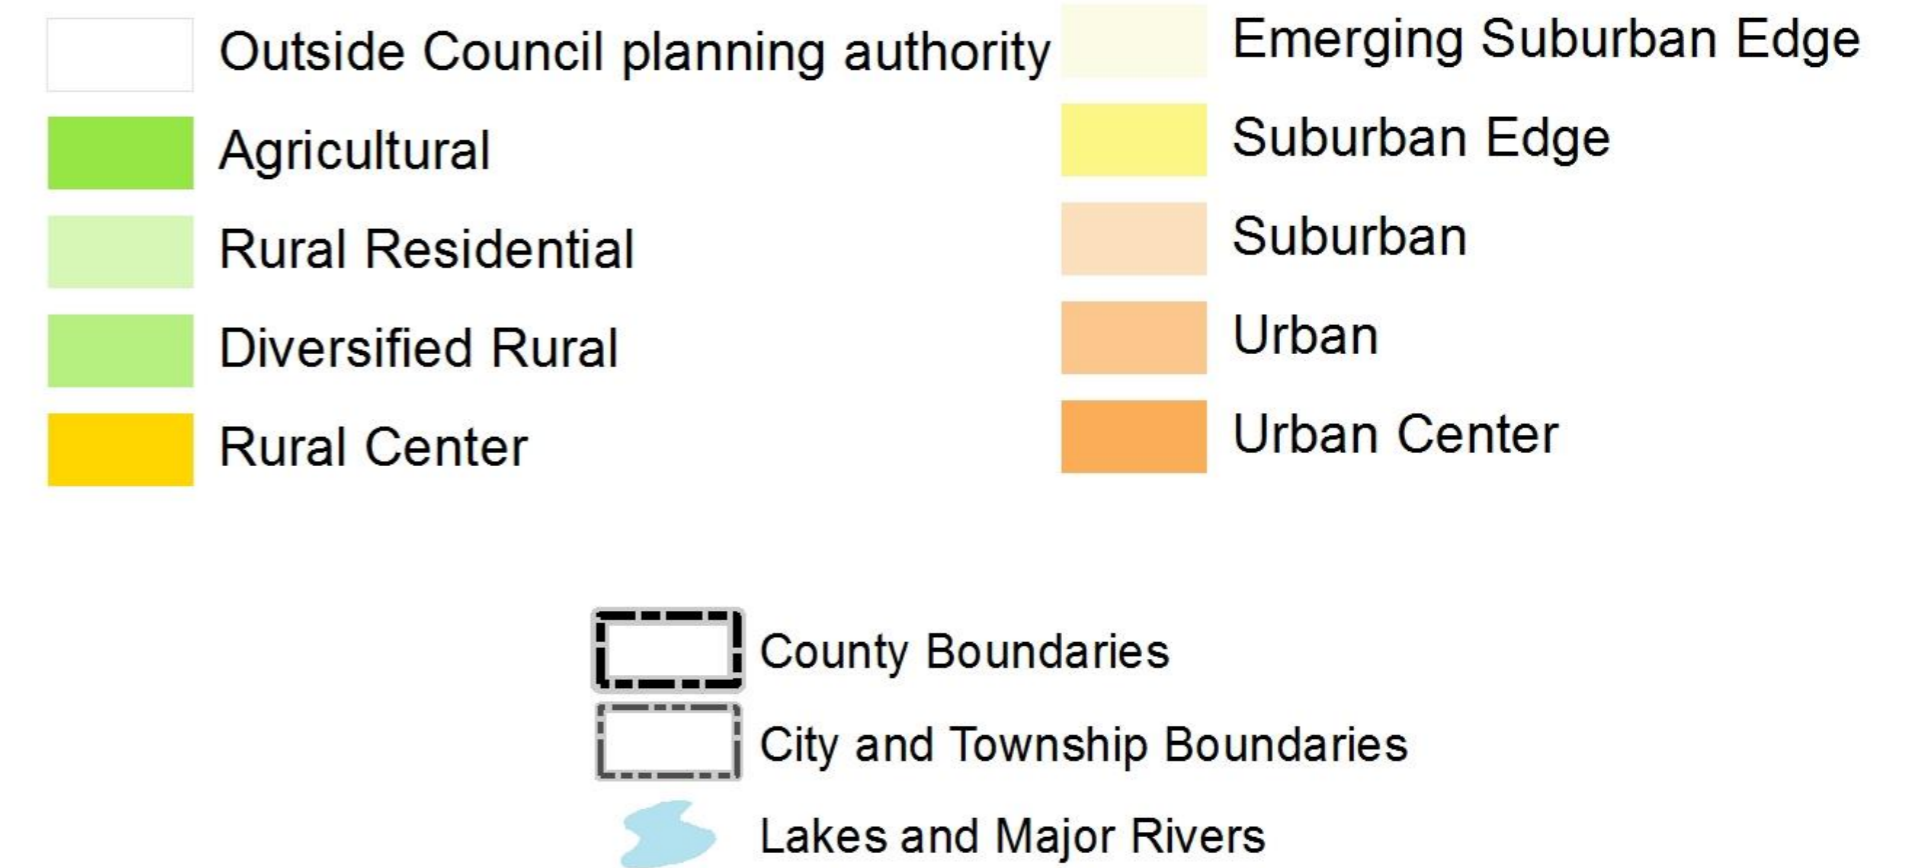 Outside Council planning authority
Agricultural
Rural Residential
Diversified Rural
Rural Center
Emerging Suburban Edge
Suburban Edge
Suburban
Urban
Urban Center
County Boundaries
City and Township Boundaries
Lakes and Major Rivers